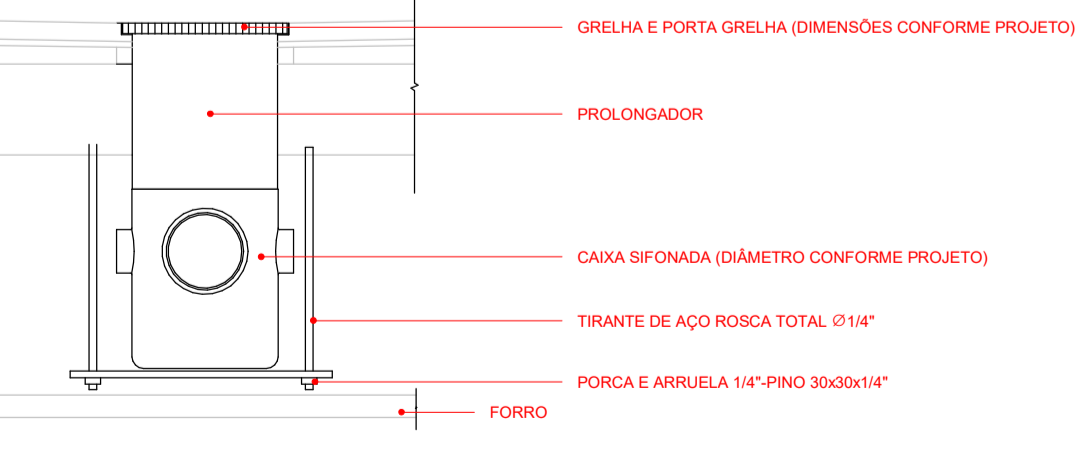 GRELHA E PORTA GRELHA (DIMENSÕES CONFORME PROJETO)
PROLONGADOR
CAIXA SIFONADA (DIÂMETRO CONFORME PROJETO)
TIRANTE DE AÇO ROSCA TOTAL ∅1/4"
PORCA E ARRUELA 1/4"-PINO 30x30x1/4"
FORRO